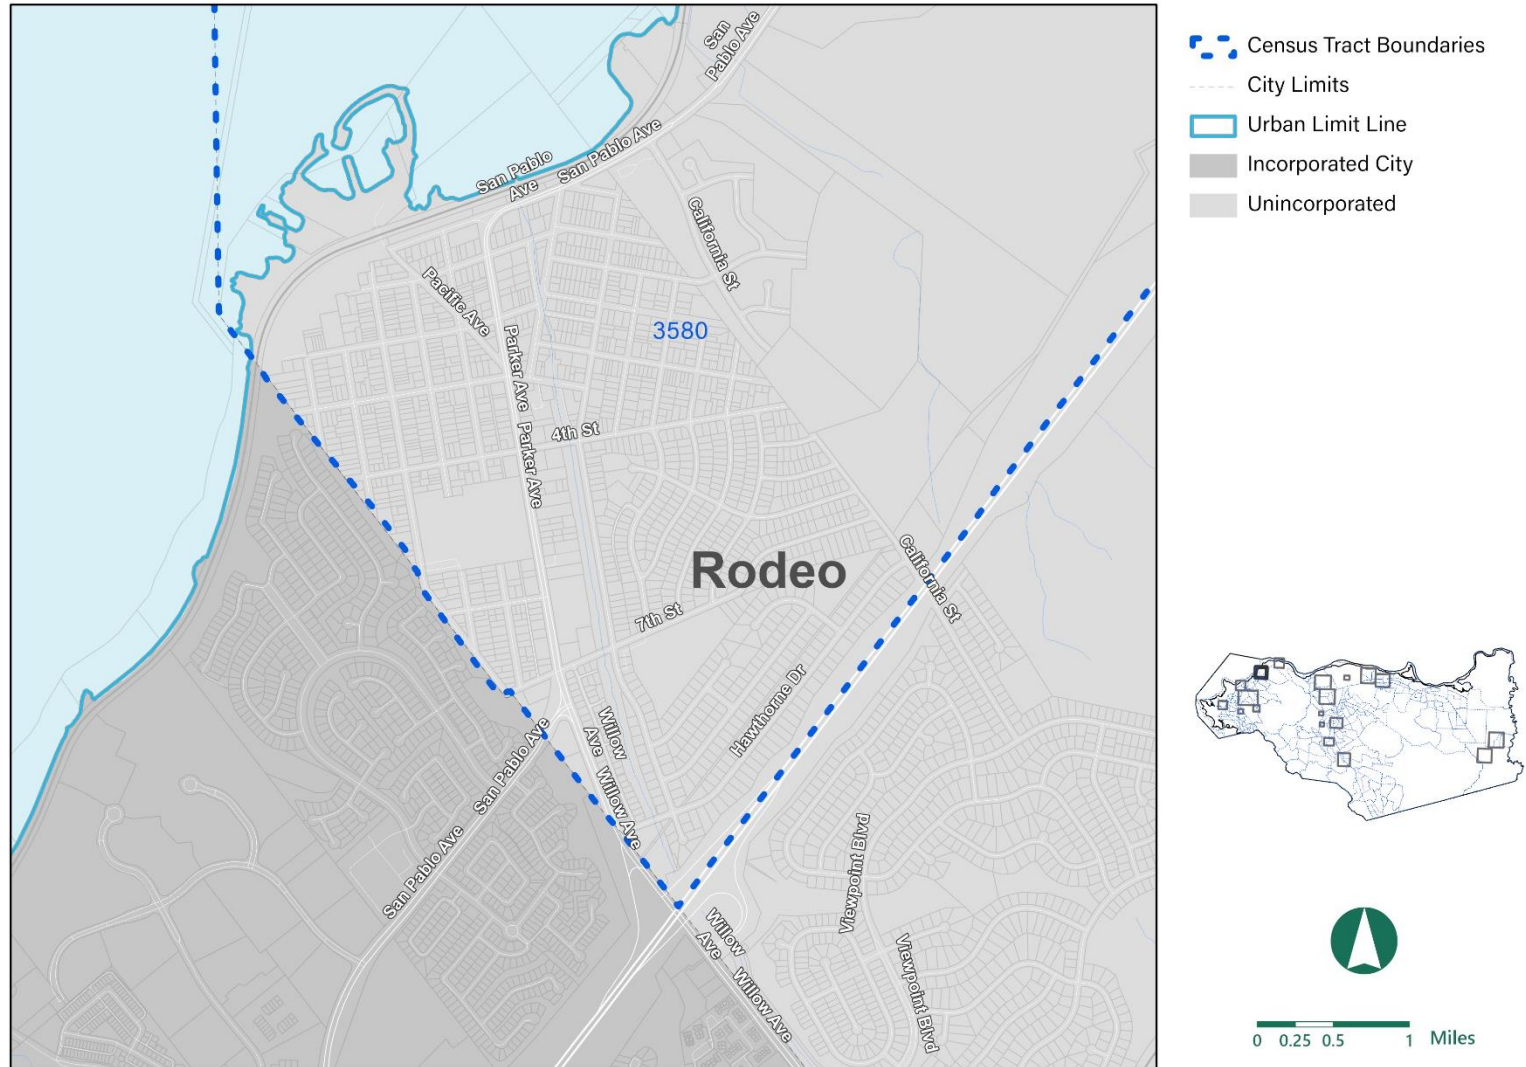 San
Pablo Ave
San Pablo
Ave
San Pablo Ave
California St
Pacific Ave
Parker Ave
3580
Parker Ave
4th St
Rodeo
California St
7th St
Hawthorne Dr
Willow
Ave
San Pablo Ave
Willow Ave
San Pablo Ave
Viewpoint Blvd
Willow
Ave
Viewpoint Blvd
Willow Ave
Census Tract Boundaries
City Limits
Urban Limit Line
Incorporated City
Unincorporated
0 0.25 0.5 1 Miles